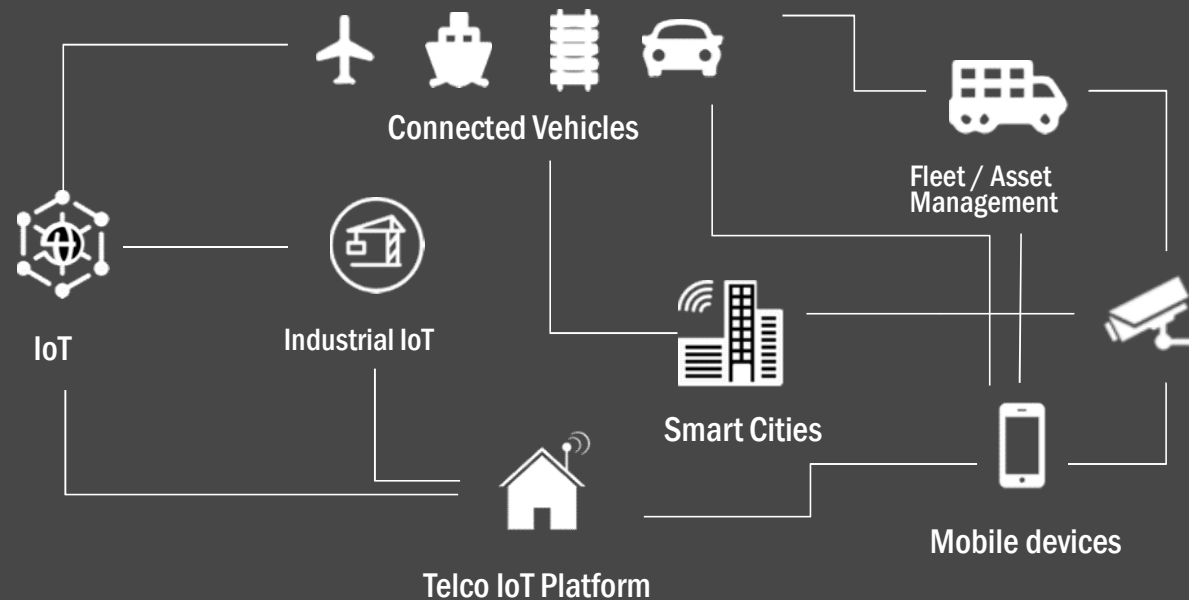 Connected Vehicles
Fleet / Asset
Management
IoT
Industrial IoT
Smart Cities
Mobile devices
Telco IoT Platform